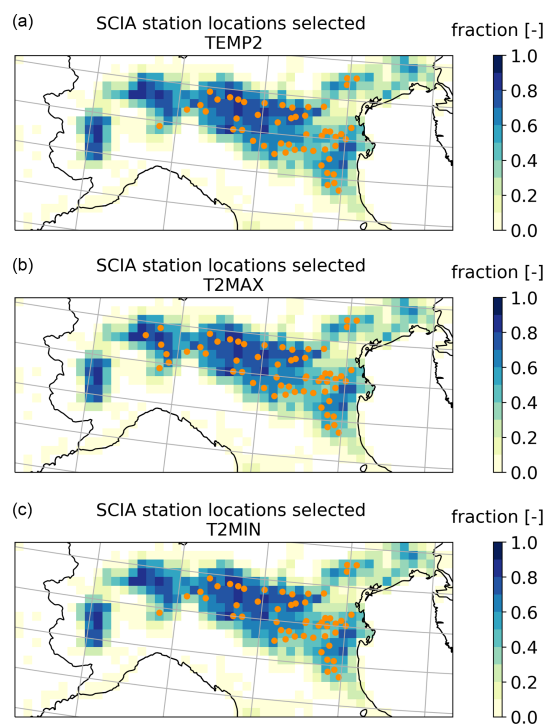 (a)
SCIA station locations selected
TEMP2
fraction [-]
1.0
0.8
0.6
0.4
0.2
0.0
(b)
SCIA station locations selected
T2MAX
fraction [-]
1.0
0.8
0.6
0.4
0.2
0.0
(c)
SCIA station locations selected
T2MIN
fraction [-]
1.0
0.8
0.6
0.4
0.2
0.0